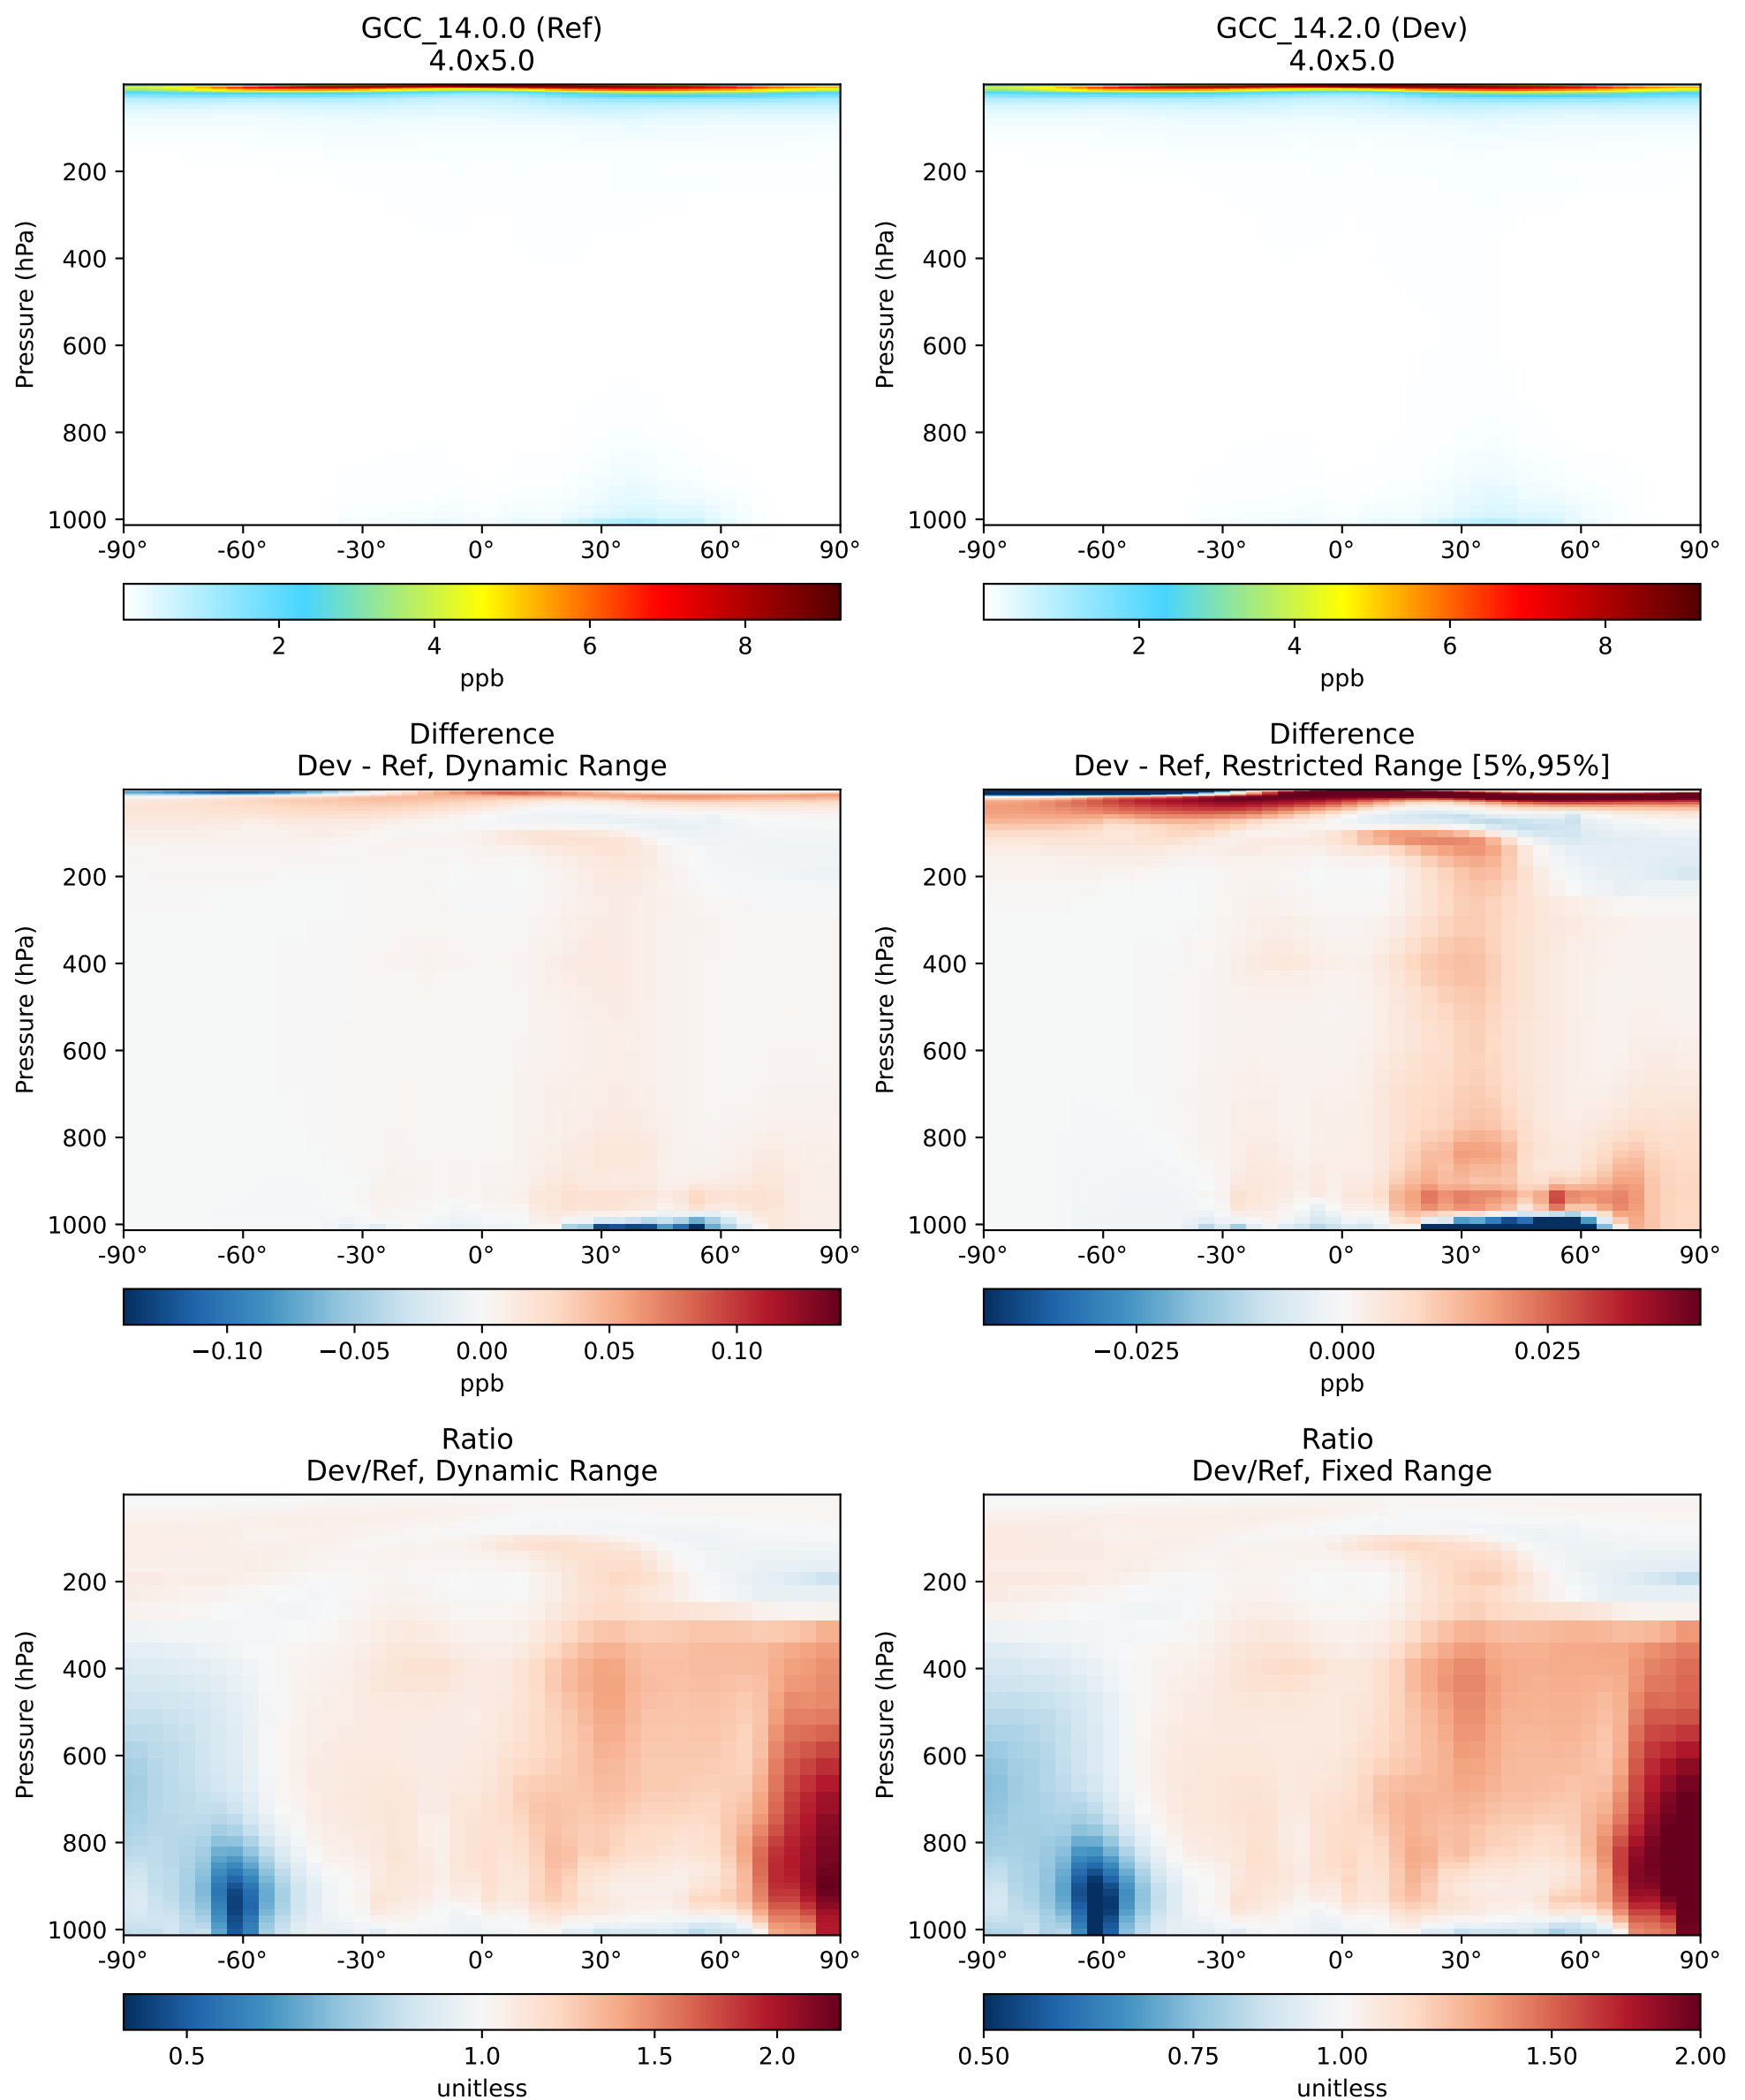 GCC_14.0.0 (Ref)
4.0x5.0
GCC_14.2.0 (Dev)
4.0x5.0
Pressure (hPa)
200
400
600
800
1000
-90° -60° -30° 0° 30° 60° 90°
2 4 6 8
ppb
Pressure (hPa)
200
400
600
800
1000
-90° -60° -30° 0° 30° 60° 90°
2 4 6 8
ppb
Difference
Dev - Ref, Dynamic Range
Difference
Dev - Ref, Restricted Range [5%,95%]
Pressure (hPa)
200
400
600
800
1000
-90° -60° -30° 0° 30° 60° 90°
−0.10 −0.05 0.00 0.05 0.10
ppb
Pressure (hPa)
200
400
600
800
1000
-90° -60° -30° 0° 30° 60° 90°
−0.025 0.000 0.025
ppb
Ratio
Dev/Ref, Dynamic Range
Ratio
Dev/Ref, Fixed Range
Pressure (hPa)
200
400
600
800
1000
-90° -60° -30° 0° 30° 60° 90°
0.5 1.0 1.5 2.0
unitless
Pressure (hPa)
200
400
600
800
1000
-90° -60° -30° 0° 30° 60° 90°
0.50 0.75 1.00 1.50 2.00
unitless